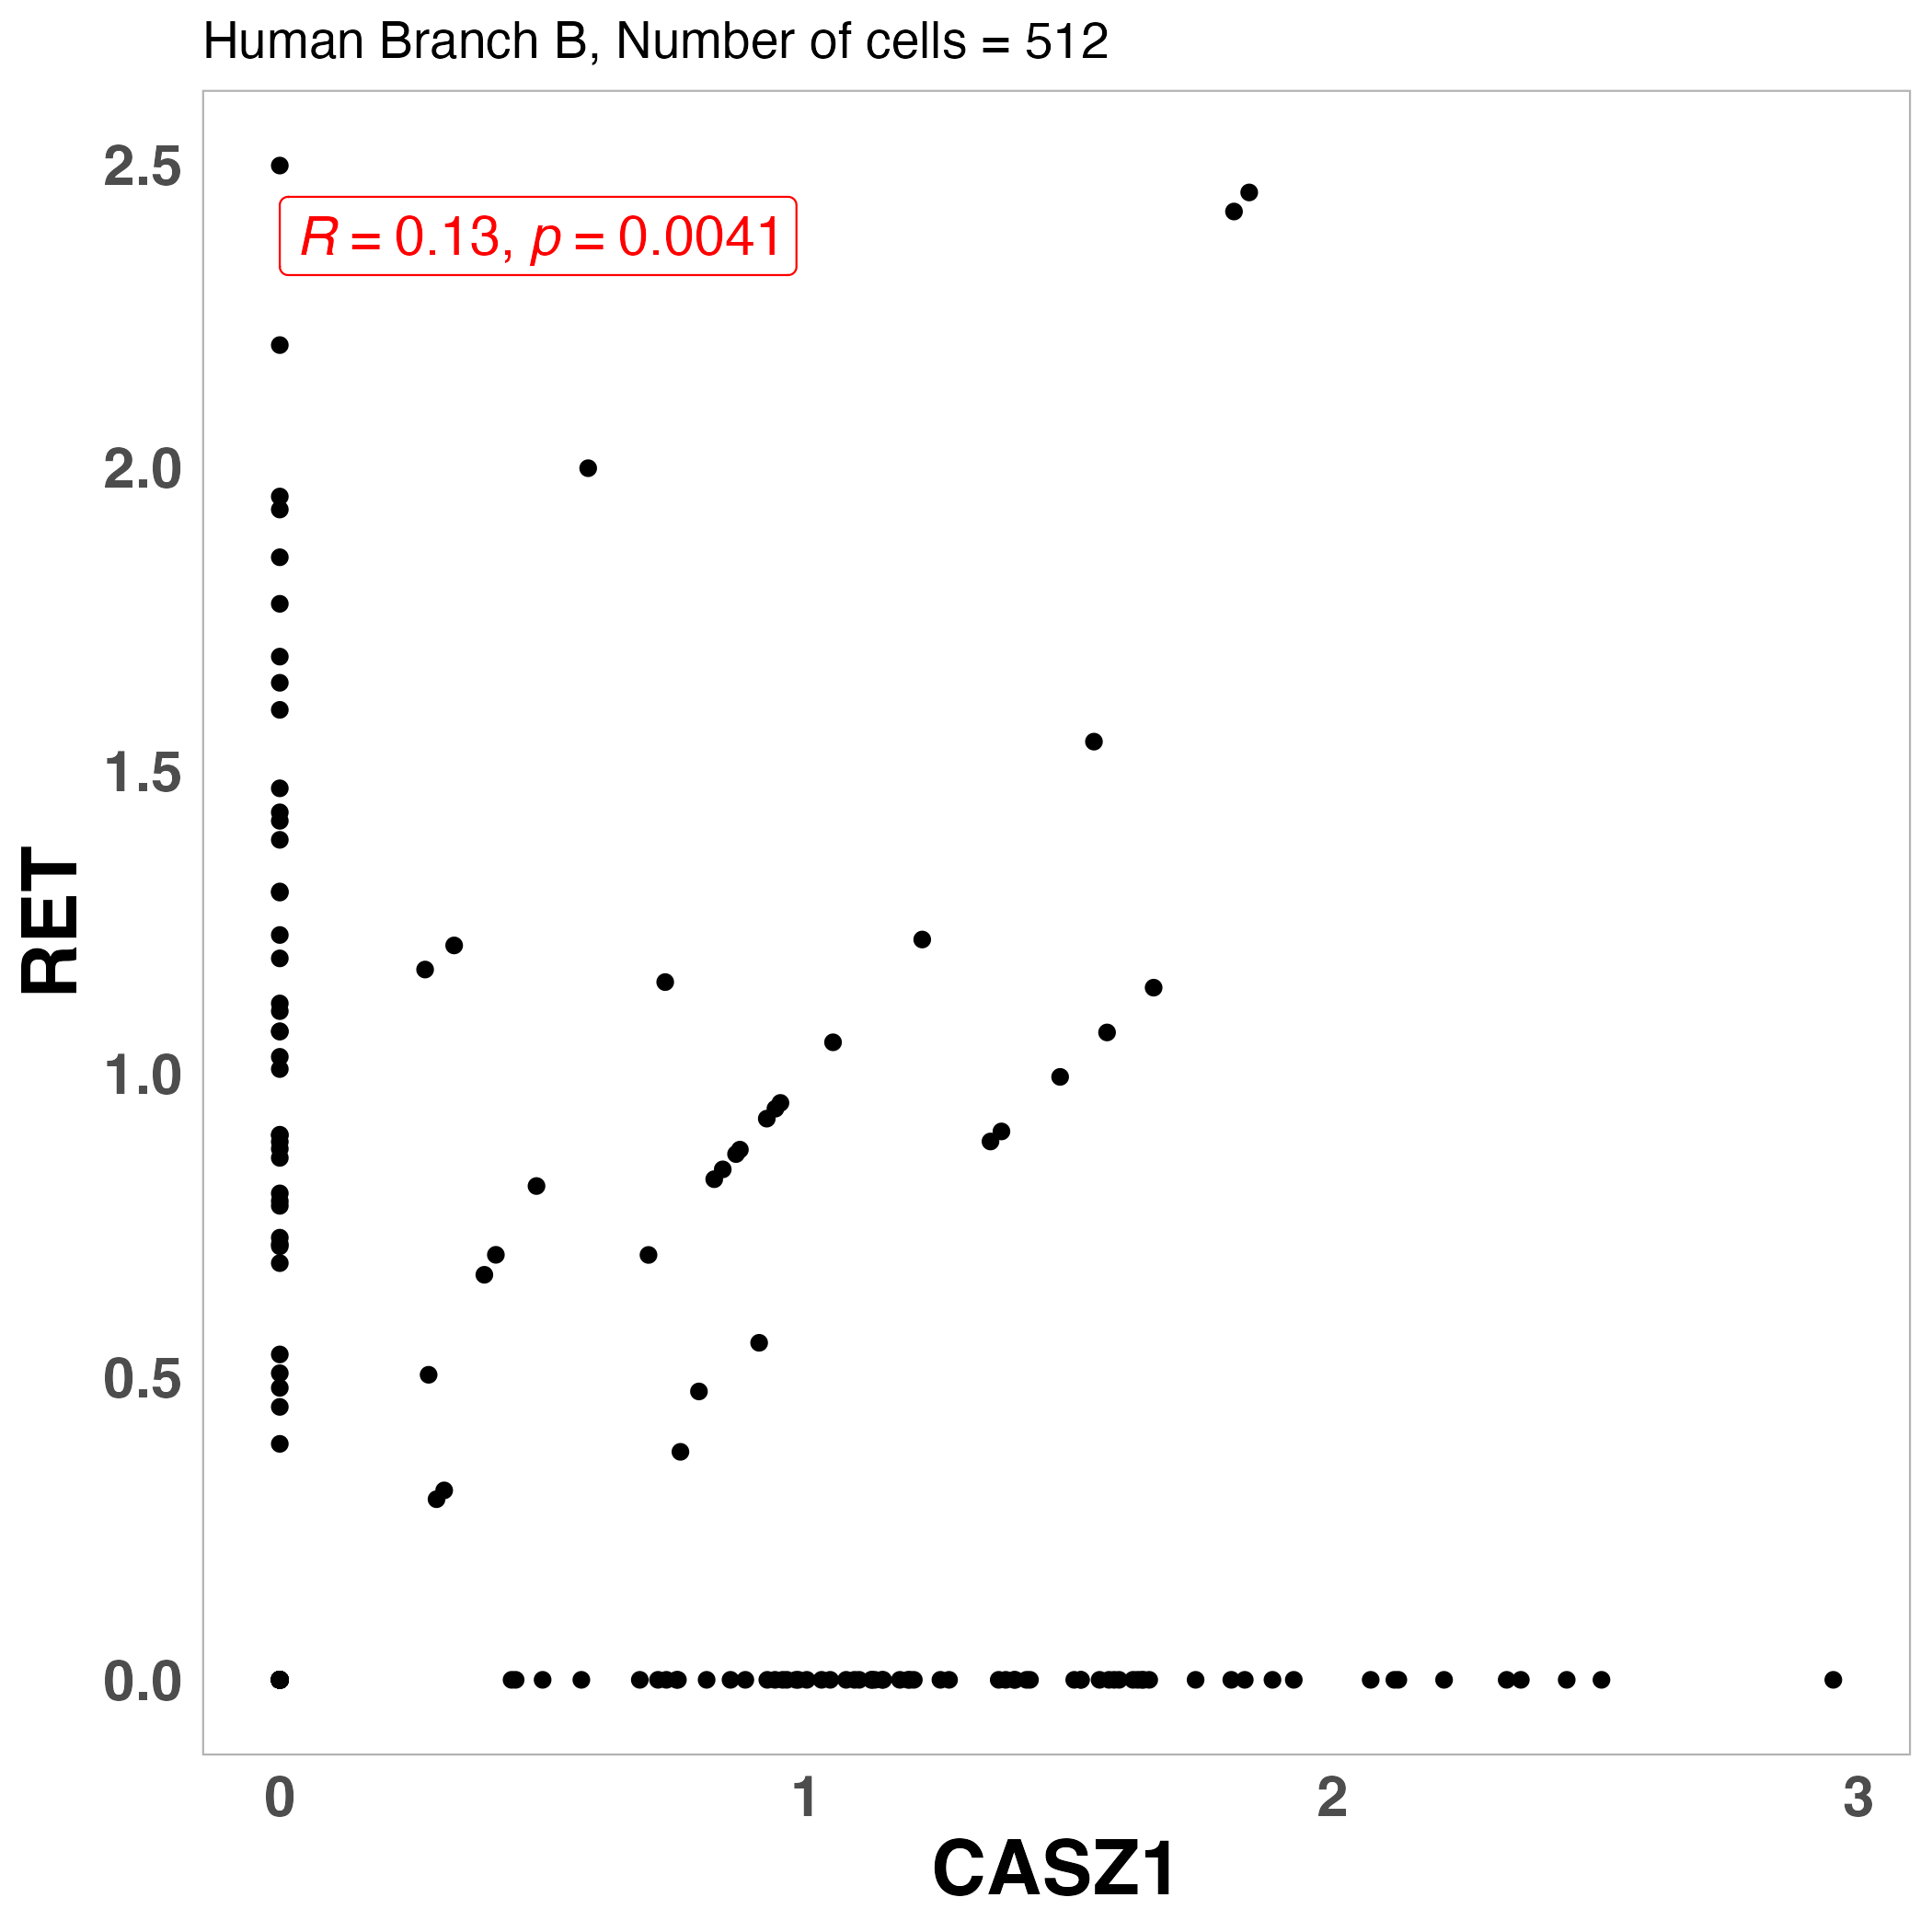 Human Branch B, Number of cells = 512
2.5
R = 0.13, p = 0.0041
2.0
1.5
RET
1.0
0.5
0.0
0 1 2 3
CASZ1